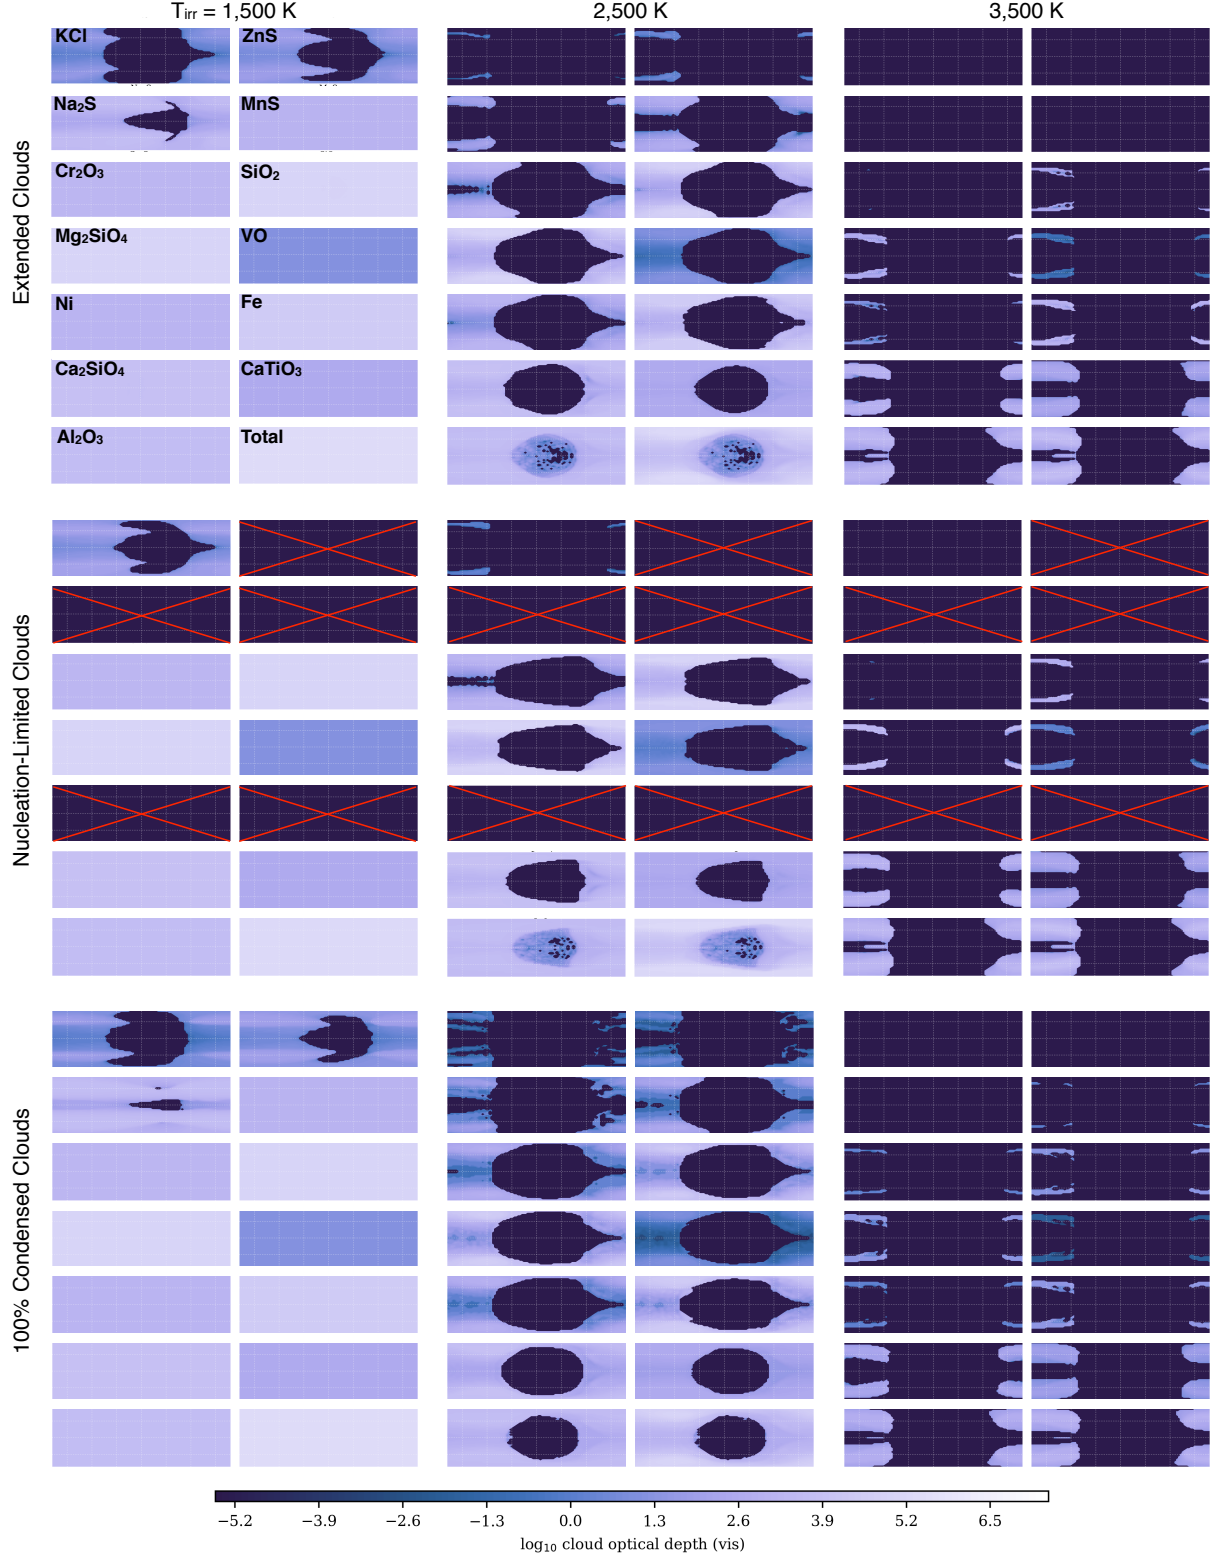 T_irr = 1,500 K 2,500 K 3,500 K
Extended Clouds
KCl ZnS
Na₂S MnS
Cr₂O₃ SiO₂
Mg₂SiO₄ VO
Ni Fe
Ca₂SiO₄ CaTiO₃
Al₂O₃ Total
Nucleation-Limited Clouds
100% Condensed Clouds
−5.2 −3.9 −2.6 −1.3 0.0 1.3 2.6 3.9 5.2 6.5
log₁₀ cloud optical depth (vis)